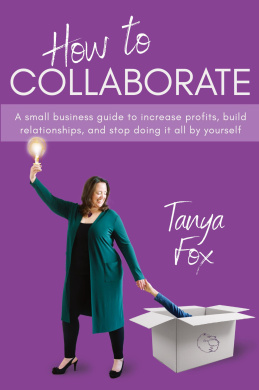 How to
COLLABORATE
A small business guide to increase profits, build
relationships, and stop doing it all by yourself
Tanya
Fox